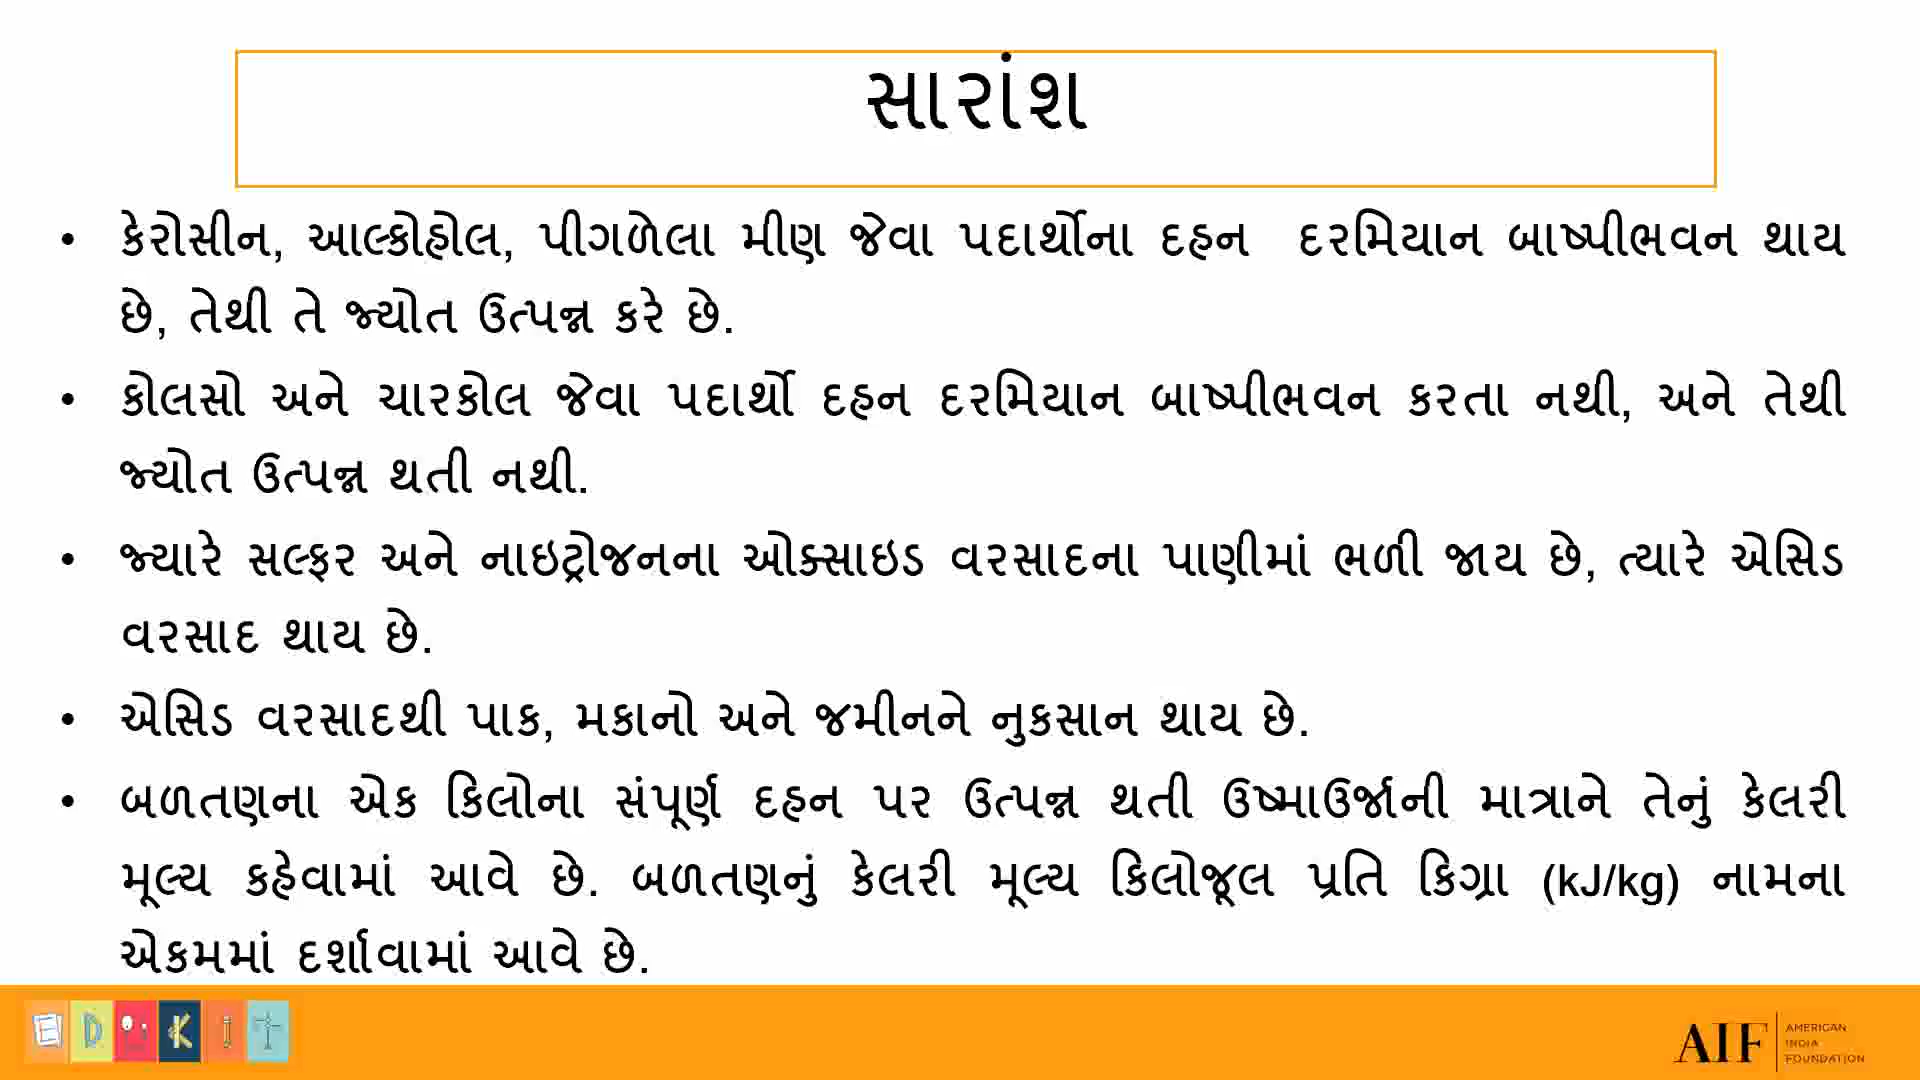 સારાંશ
• કેરોસીન, આલ્કોહોલ, પીગળેલા મીણ જેવા પદાર્થોના દહન દરમિયાન બાષ્પીભવન થાય
છે, તેથી તે જ્યોત ઉત્પન્ન કરે છે.
• કોલસો અને ચારકોલ જેવા પદાર્થો દહન દરમિયાન બાષ્પીભવન કરતા નથી, અને તેથી
જ્યોત ઉત્પન્ન થતી નથી.
• જ્યારે સલ્ફર અને નાઇટ્રોજનના ઓક્સાઇડ વરસાદના પાણીમાં ભળી જાય છે, ત્યારે એસિડ
વરસાદ થાય છે.
• એસિડ વરસાદથી પાક, મકાનો અને જમીનને નુકસાન થાય છે.
• બળતણના એક કિલોના સંપૂર્ણ દહન પર ઉત્પન્ન થતી ઉષ્માઉર્જાની માત્રાને તેનું કેલરી
મૂલ્ય કહેવામાં આવે છે. બળતણનું કેલરી મૂલ્ય કિલોજૂલ પ્રતિ કિગ્રા (kJ/kg) નામના
એકમમાં દર્શાવામાં આવે છે.
EDKIT
AIF
AMERICAN
INDIA
FOUNDATION